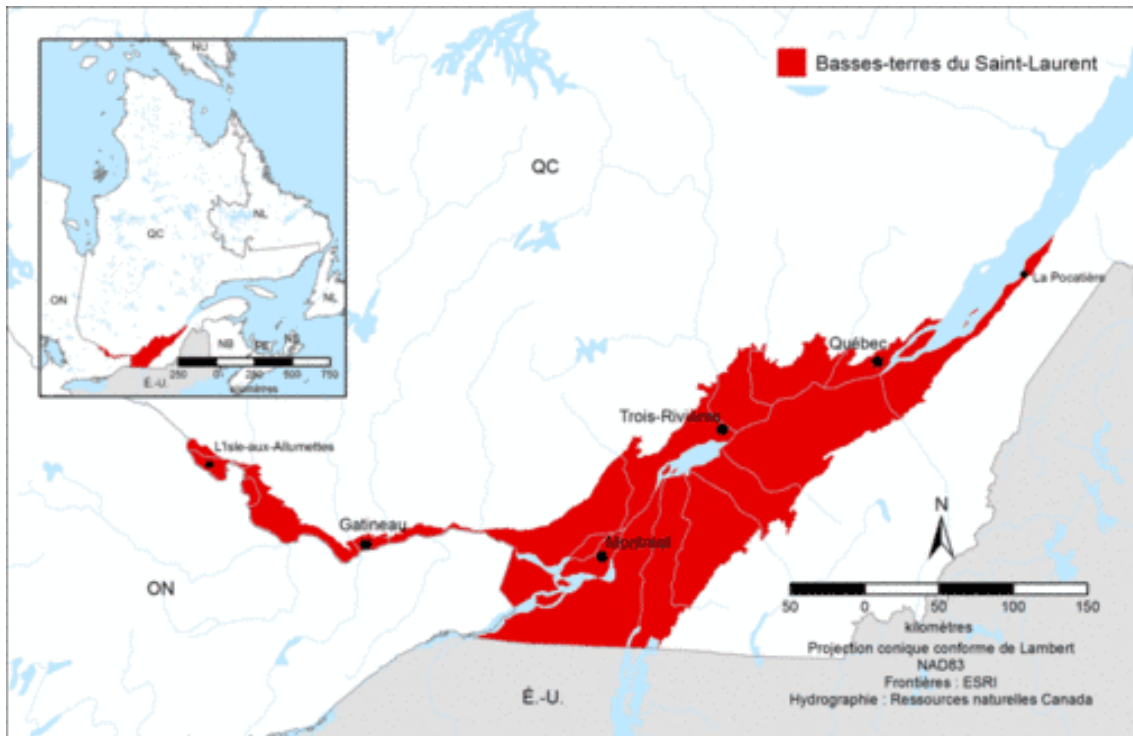 NU
QC
NL
ON
NL
NB
PE
NS
250 0 250 500 750
kilomètres
É.-U.
Basses-terres du Saint-Laurent
QC
La Pocatière
Québec
Trois-Rivières
L'Isle-aux-Allumettes
Gatineau
Montréal
N
ON
50 0 50 100 150
kilomètres
Projection conique conforme de Lambert
NAD83
Frontières : ESRI
Hydrographie : Ressources naturelles Canada
É.-U.